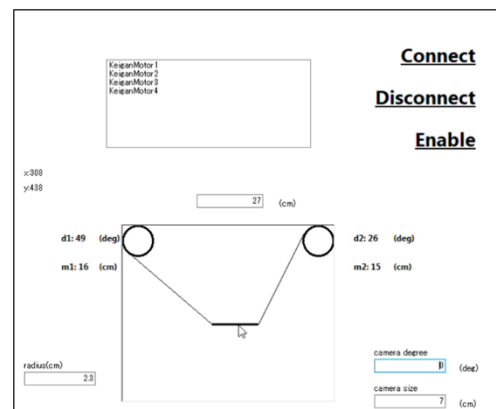 Connect
KeiganMotor1
KeiganMotor2
KeiganMotor3
KeiganMotor4
Disconnect
Enable
x:308
y:438
27 (cm)
d1: 49 (deg)
d2: 26 (deg)
m1: 16 (cm)
m2: 15 (cm)
camera degree
0 (deg)
radius(cm)
2.3
camera size
7 (cm)